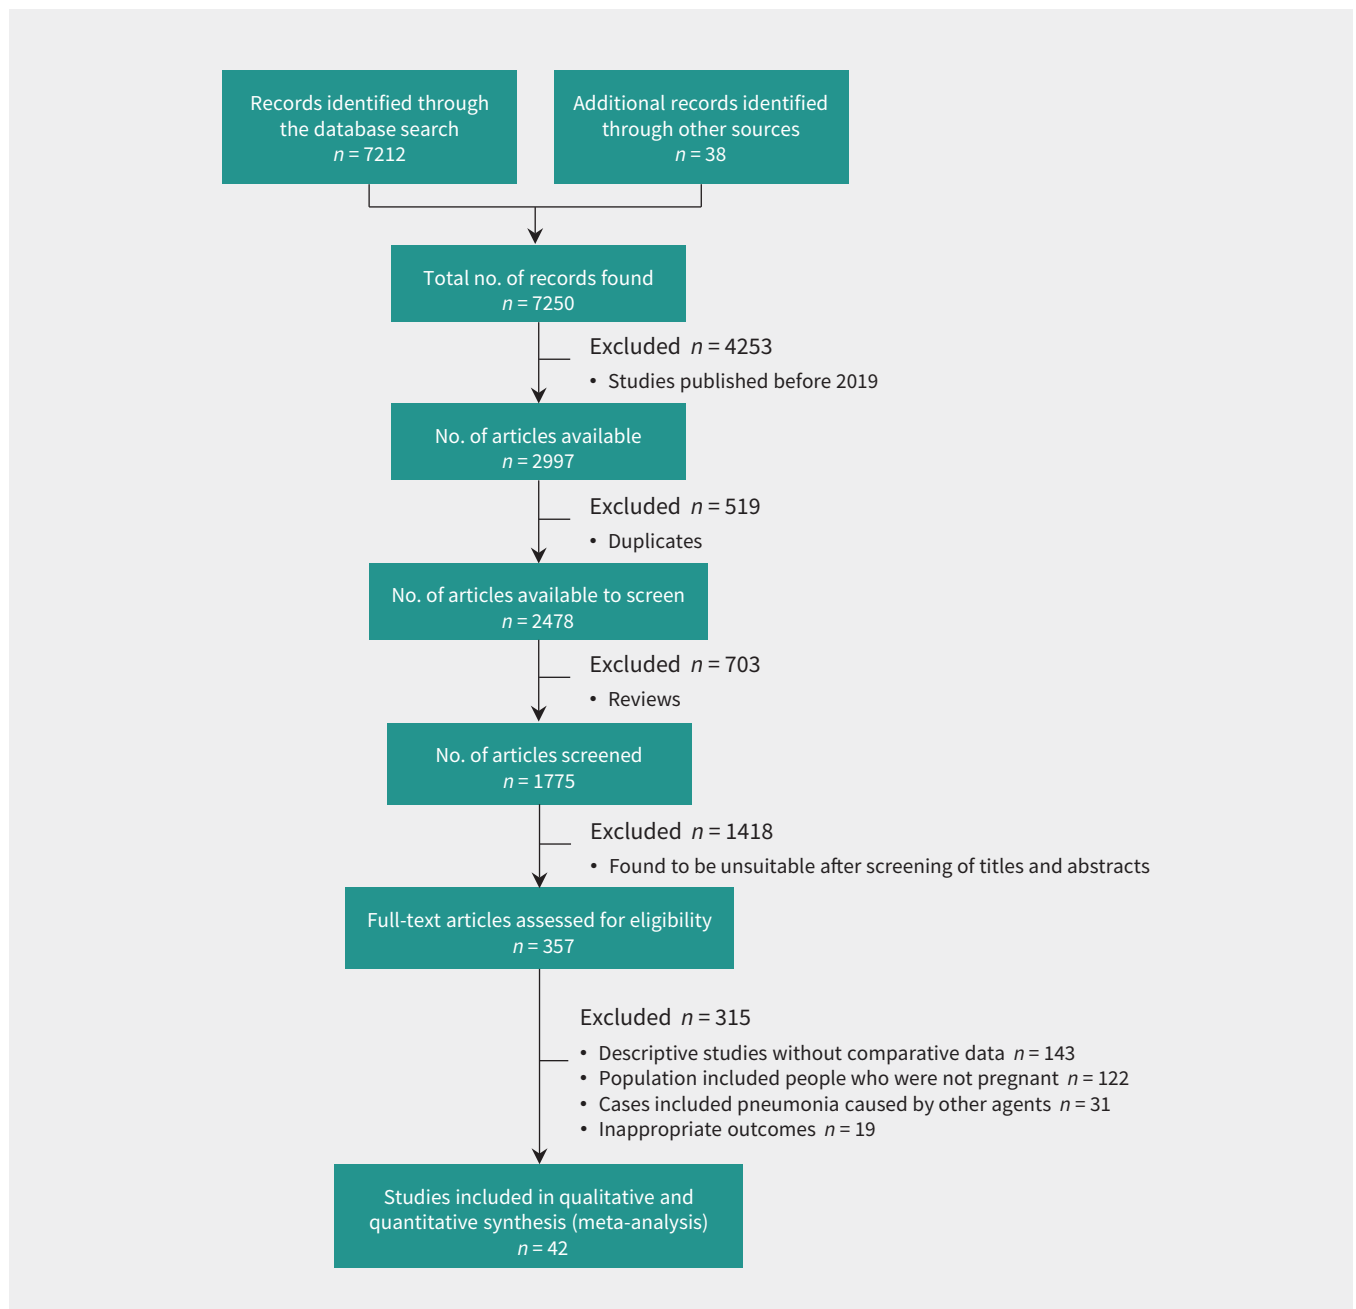 Records identified through
the database search
n = 7212
Additional records identified
through other sources
n = 38
Total no. of records found
n = 7250
Excluded n = 4253
• Studies published before 2019
No. of articles available
n = 2997
Excluded n = 519
• Duplicates
No. of articles available to screen
n = 2478
Excluded n = 703
• Reviews
No. of articles screened
n = 1775
Excluded n = 1418
• Found to be unsuitable after screening of titles and abstracts
Full-text articles assessed for eligibility
n = 357
Excluded n = 315
• Descriptive studies without comparative data n = 143
• Population included people who were not pregnant n = 122
• Cases included pneumonia caused by other agents n = 31
• Inappropriate outcomes n = 19
Studies included in qualitative and
quantitative synthesis (meta-analysis)
n = 42